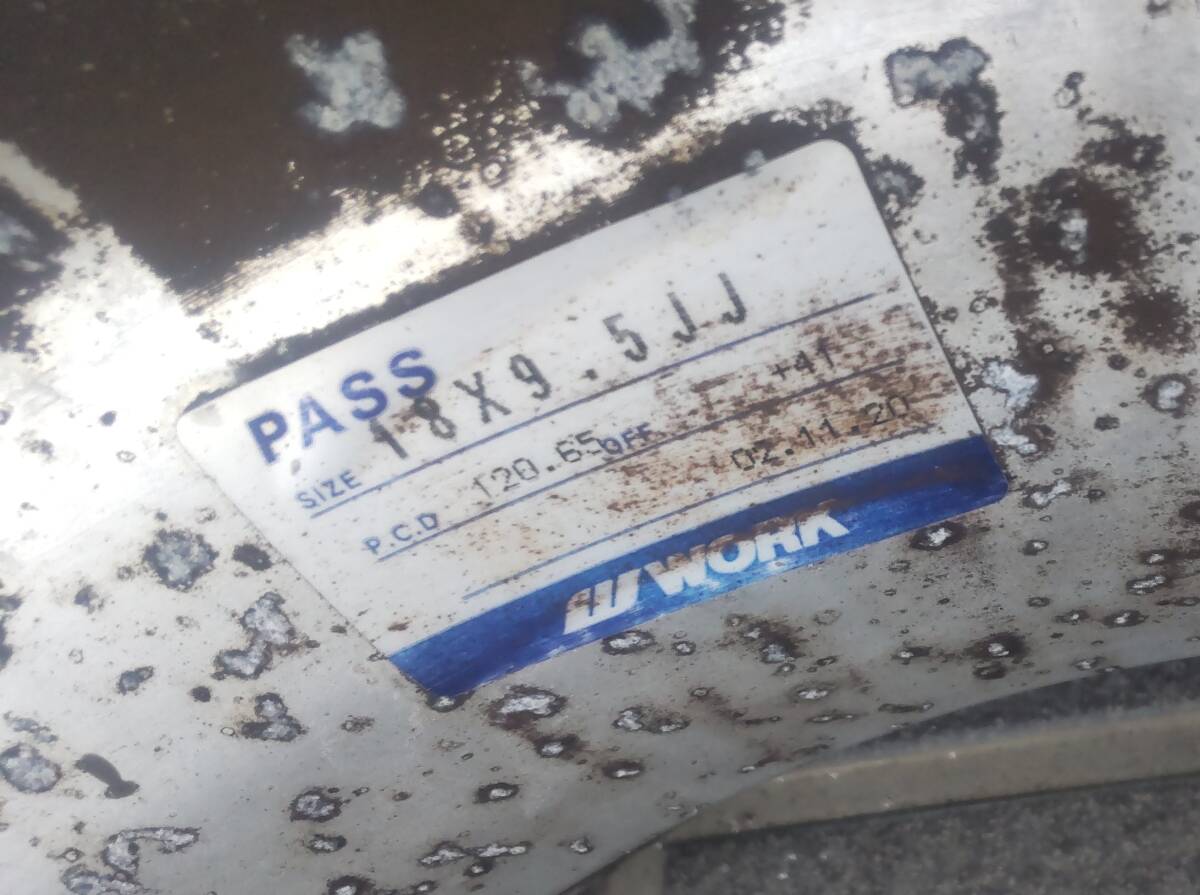 PASS
SIZE 18X9.5JJ
P.C.D 120.65 OFF +41
02.11.20
WORK